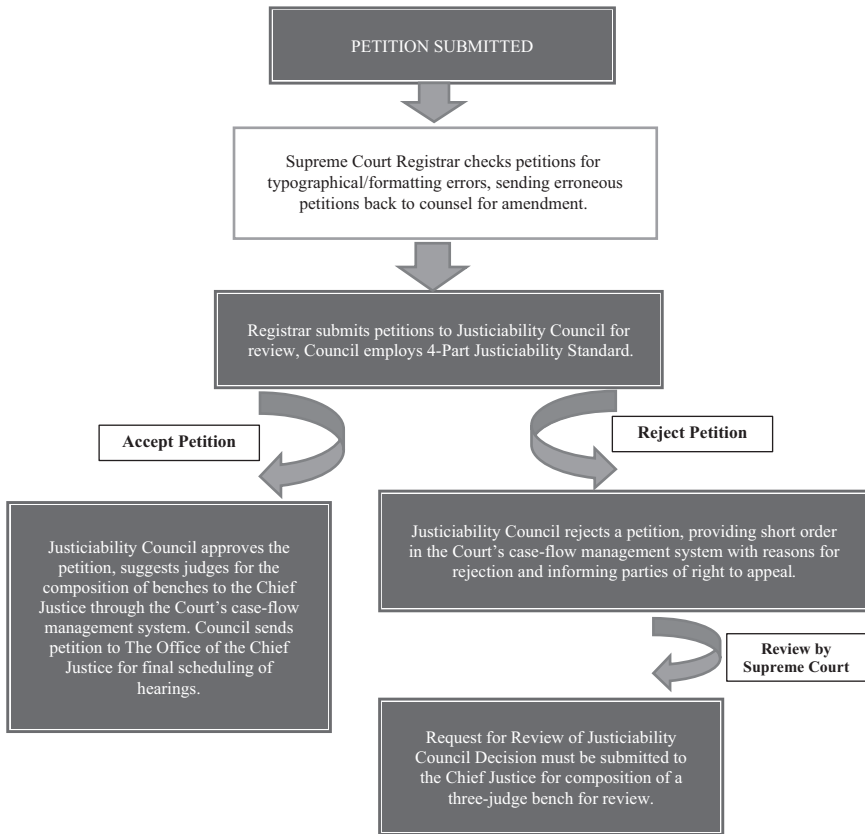 PETITION SUBMITTED
Supreme Court Registrar checks petitions for
typographical/formatting errors, sending erroneous
petitions back to counsel for amendment.
Registrar submits petitions to Justiciability Council for
review, Council employs 4-Part Justiciability Standard.
Accept Petition
Reject Petition
Justiciability Council approves the
petition, suggests judges for the
composition of benches to the Chief
Justice through the Court's case-flow
management system. Council sends
petition to The Office of the Chief
Justice for final scheduling of
hearings.
Justiciability Council rejects a petition, providing short order
in the Court's case-flow management system with reasons for
rejection and informing parties of right to appeal.
Review by
Supreme Court
Request for Review of Justiciability
Council Decision must be submitted to
the Chief Justice for composition of a
three-judge bench for review.